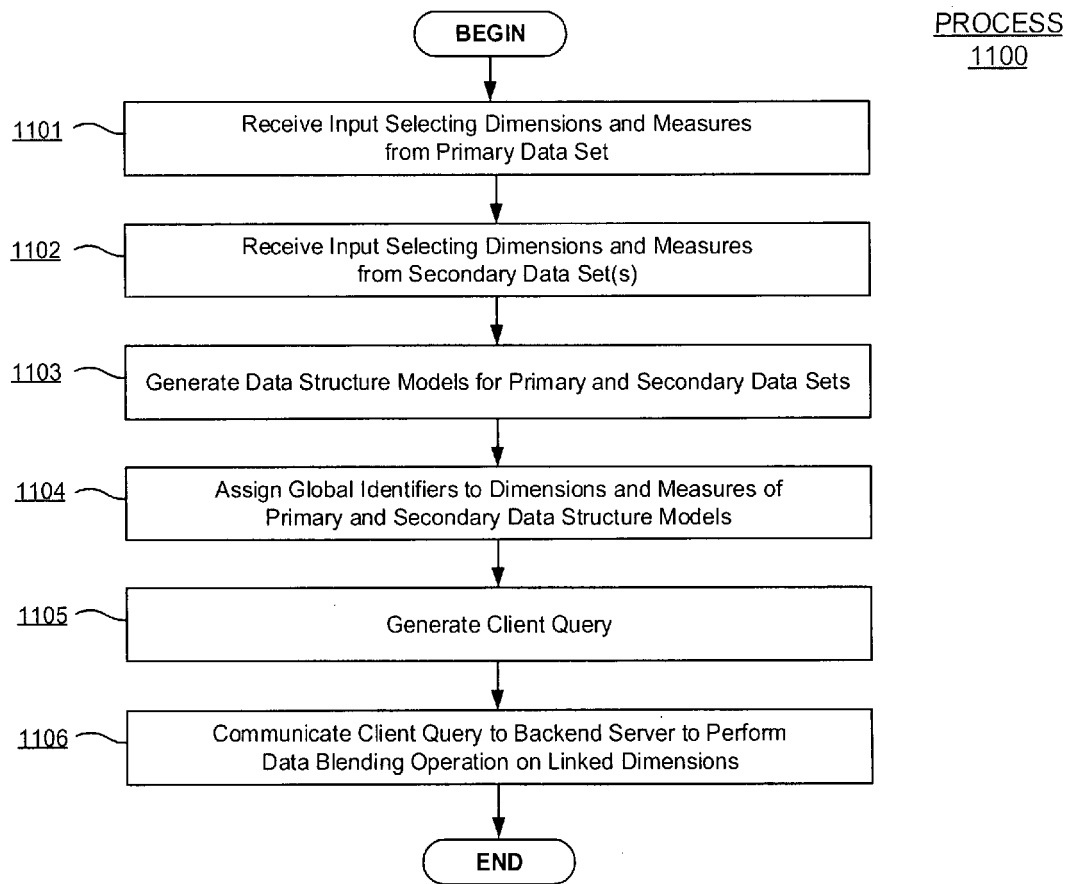 BEGIN
PROCESS
1100
1101
Receive Input Selecting Dimensions and Measures
from Primary Data Set
1102
Receive Input Selecting Dimensions and Measures
from Secondary Data Set(s)
1103
Generate Data Structure Models for Primary and Secondary Data Sets
1104
Assign Global Identifiers to Dimensions and Measures of
Primary and Secondary Data Structure Models
1105
Generate Client Query
1106
Communicate Client Query to Backend Server to Perform
Data Blending Operation on Linked Dimensions
END